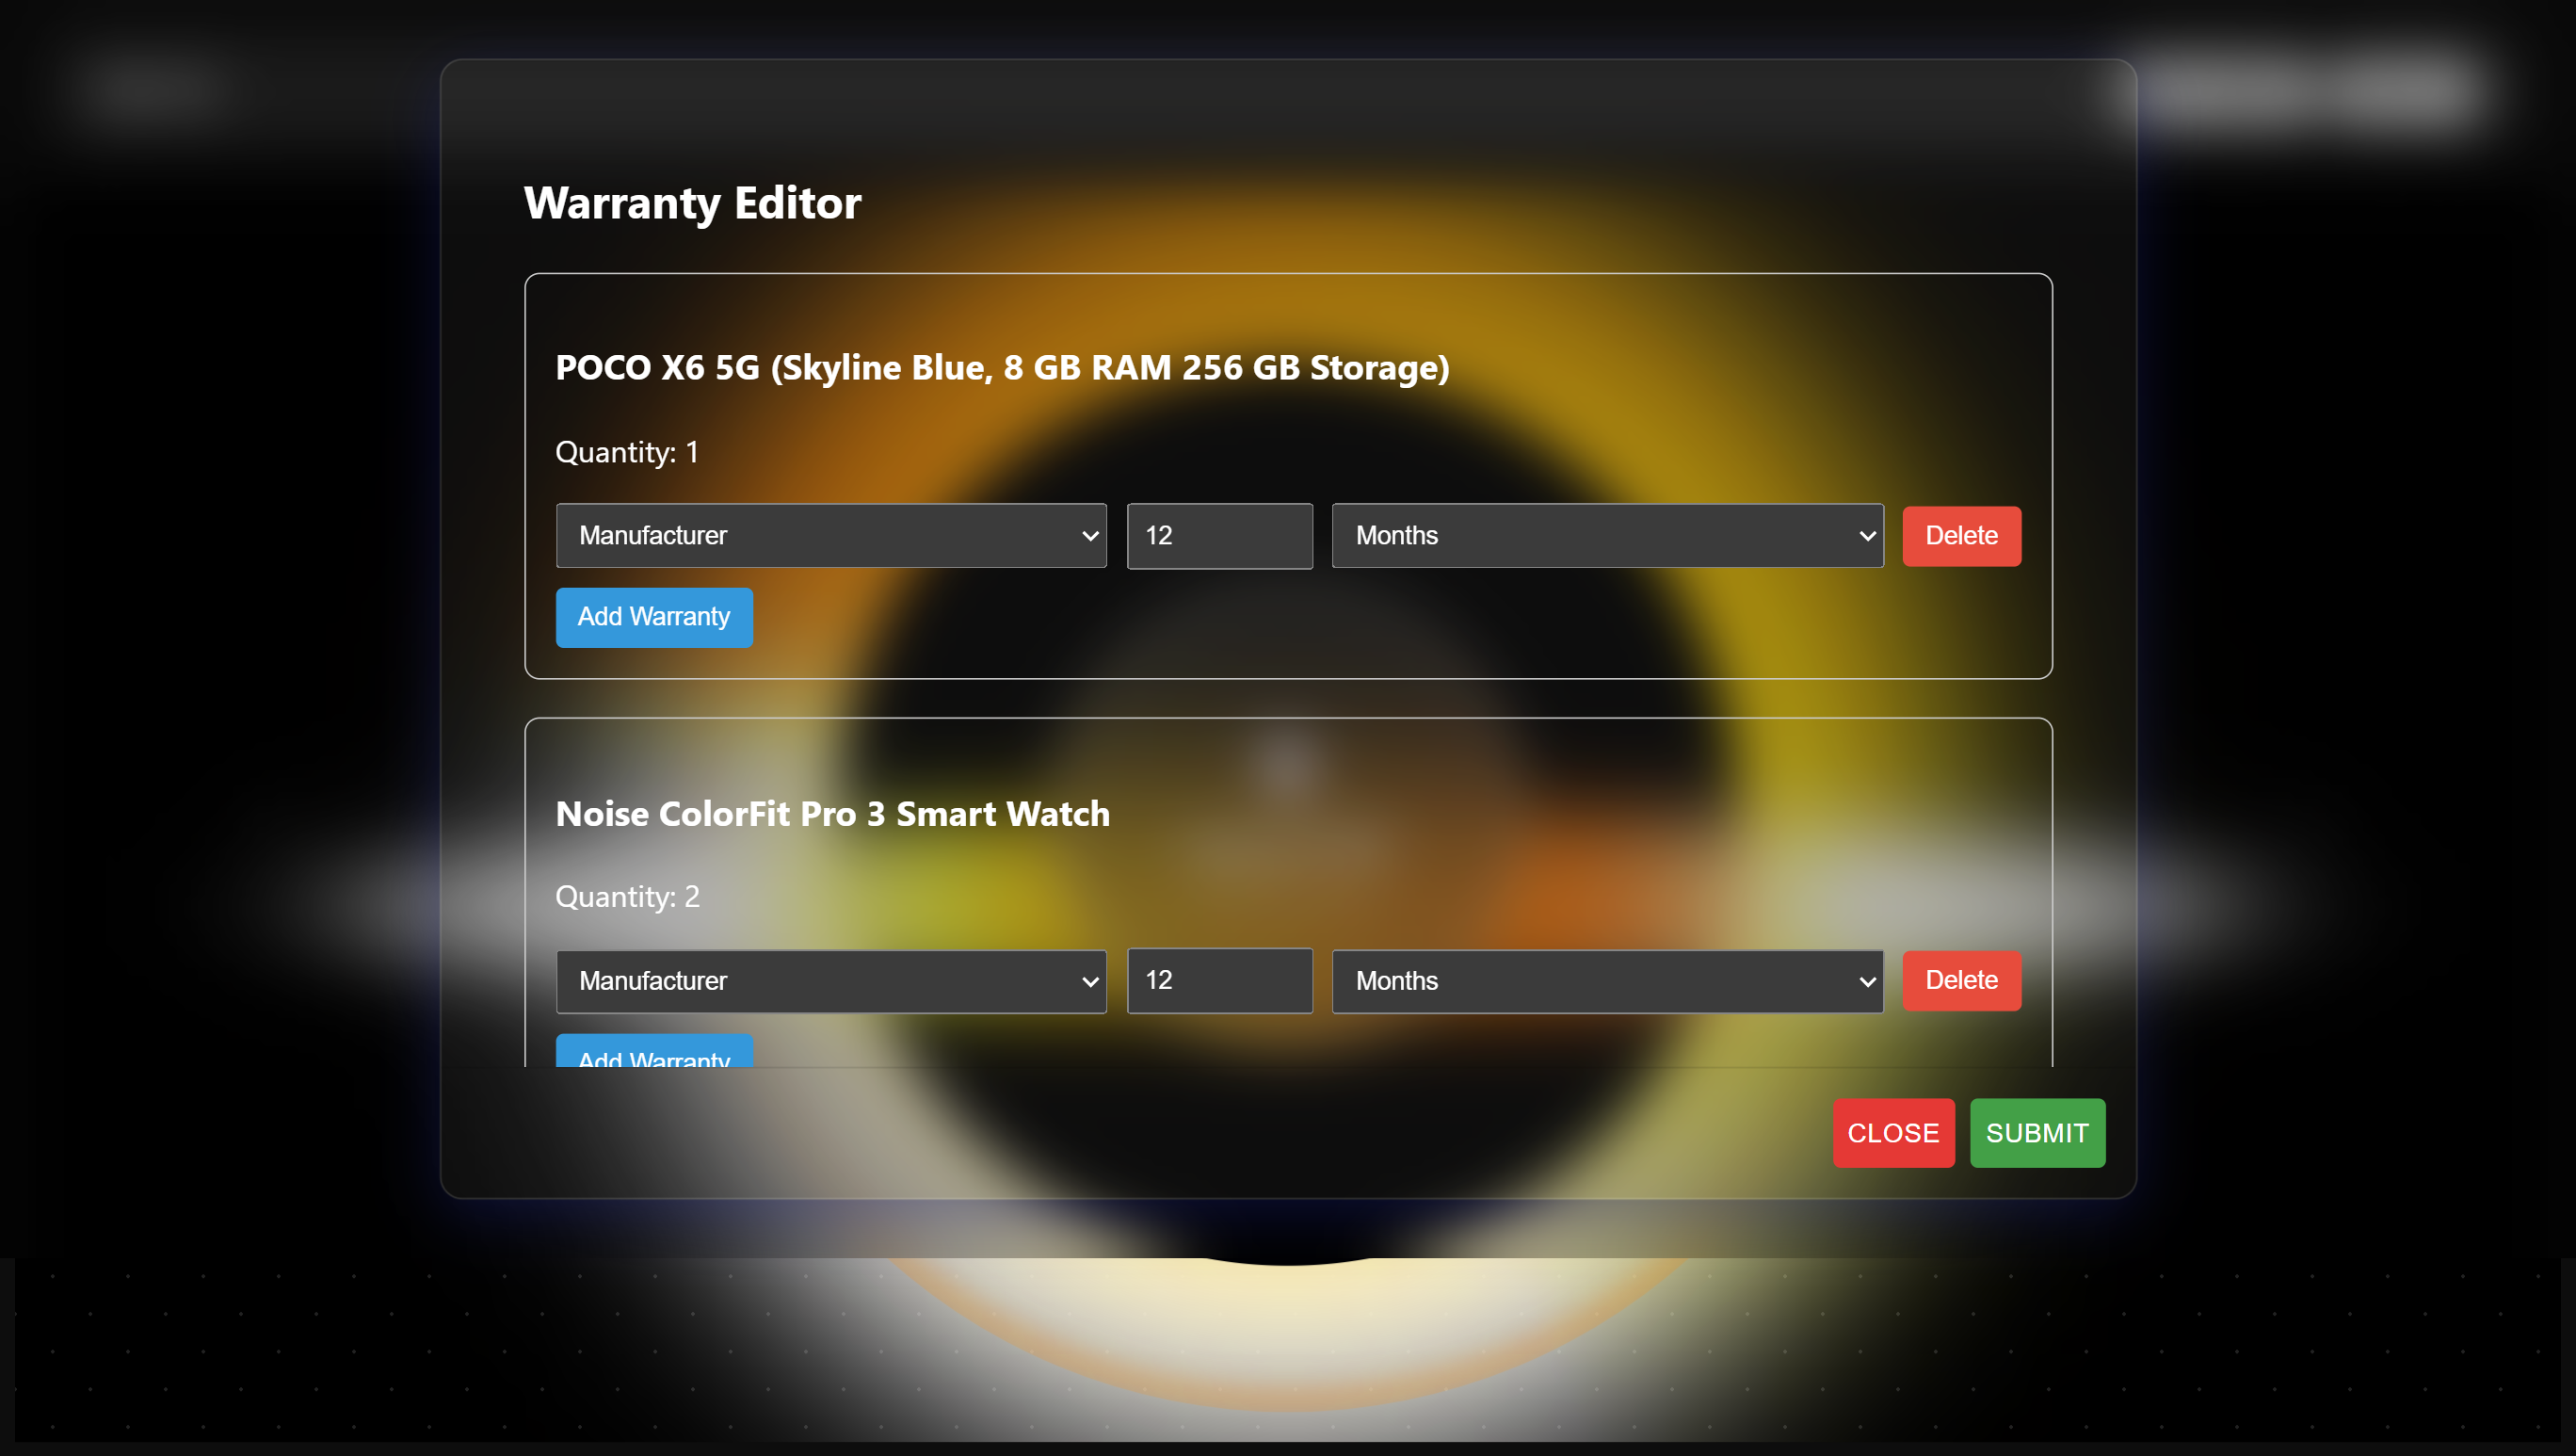 Warranty Editor
POCO X6 5G (Skyline Blue, 8 GB RAM 256 GB Storage)
Quantity: 1
Manufacturer 12 Months Delete
Add Warranty
Noise ColorFit Pro 3 Smart Watch
Quantity: 2
Manufacturer 12 Months Delete
Add Warranty
CLOSE SUBMIT